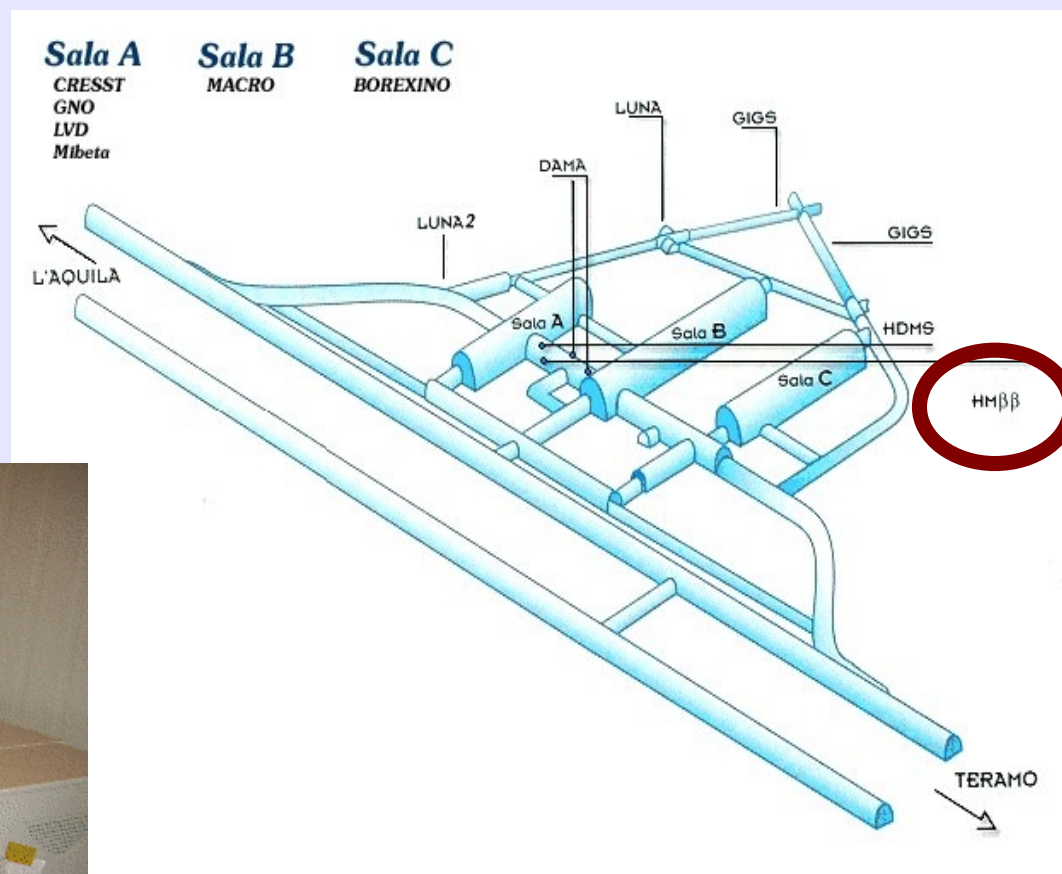 Sala A
CRESST
GNO
LVD
Mibeta
Sala B
MACRO
Sala C
BOREXINO
LUNA
GIGS
DAMA
LUNA2
GIGS
L'AQUILA
Sala A
Sala B
HDMS
Sala C
HMββ
TERAMO